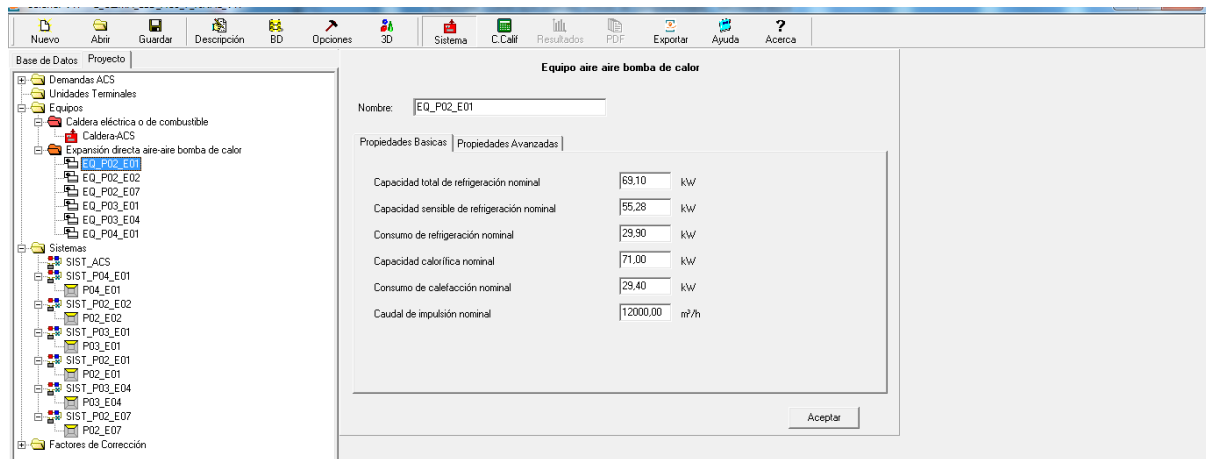 Nuevo Abrir Guardar Descripción BD Opciones 3D Sistema C.Calif Resultados PDF Exportar Ayuda Acerca
Base de Datos Proyecto
Demandas ACS
Unidades Terminales
Equipos
Caldera eléctrica o de combustible
Caldera-ACS
Expansión directa aire-aire bomba de calor
EQ_P02_E01
EQ_P02_E02
EQ_P02_E07
EQ_P03_E01
EQ_P03_E04
EQ_P04_E01
Sistemas
SIST_ACS
SIST_P04_E01
P04_E01
SIST_P02_E02
P02_E02
SIST_P03_E01
P03_E01
SIST_P02_E01
P02_E01
SIST_P03_E04
P03_E04
SIST_P02_E07
P02_E07
Factores de Corrección
Equipo aire aire bomba de calor
Nombre: EQ_P02_E01
Propiedades Basicas Propiedades Avanzadas
Capacidad total de refrigeración nominal 69,10 kW
Capacidad sensible de refrigeración nominal 55,28 kW
Consumo de refrigeración nominal 29,90 kW
Capacidad calorífica nominal 71,00 kW
Consumo de calefacción nominal 29,40 kW
Caudal de impulsión nominal 12000,00 m³/h
Aceptar